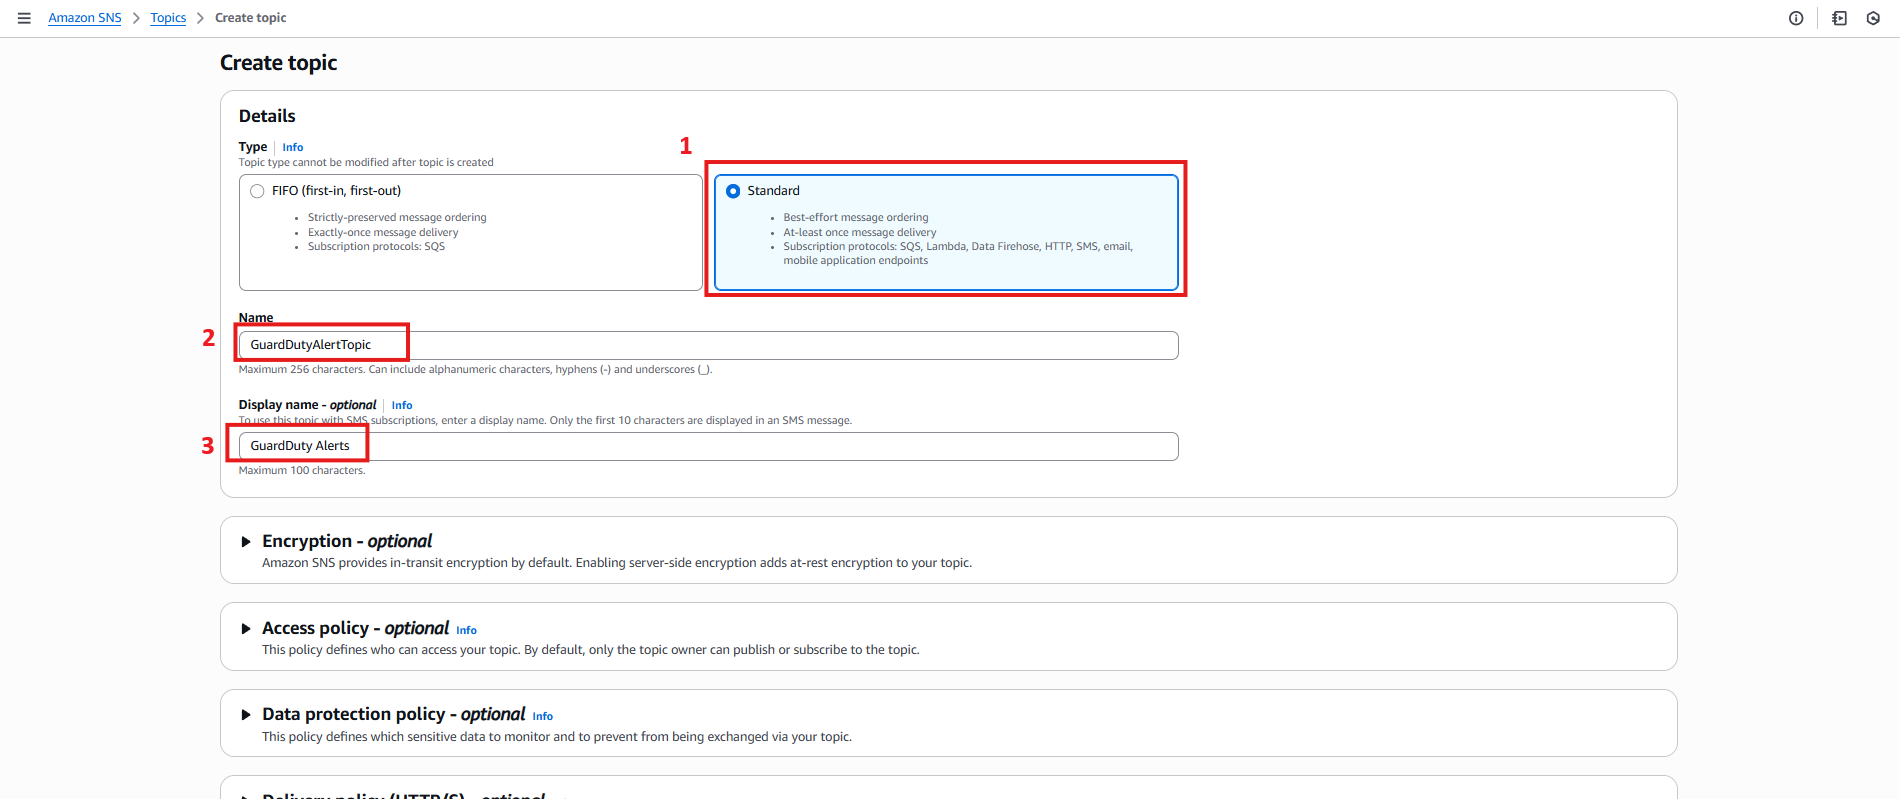 Amazon SNS > Topics > Create topic
Create topic
Details
Type Info
Topic type cannot be modified after topic is created
1
FIFO (first-in, first-out)
• Strictly-preserved message ordering
• Exactly-once message delivery
• Subscription protocols: SQS
Standard
• Best-effort message ordering
• At-least once message delivery
• Subscription protocols: SQS, Lambda, Data Firehose, HTTP, SMS, email,
mobile application endpoints
Name
2
GuardDutyAlertTopic
Maximum 256 characters. Can include alphanumeric characters, hyphens (-) and underscores (_).
Display name - optional Info
To use this topic with SMS subscriptions, enter a display name. Only the first 10 characters are displayed in an SMS message.
3
GuardDuty Alerts
Maximum 100 characters.
Encryption - optional
Amazon SNS provides in-transit encryption by default. Enabling server-side encryption adds at-rest encryption to your topic.
Access policy - optional Info
This policy defines who can access your topic. By default, only the topic owner can publish or subscribe to the topic.
Data protection policy - optional Info
This policy defines which sensitive data to monitor and to prevent from being exchanged via your topic.
Delivery policy (HTTP/S) - optional